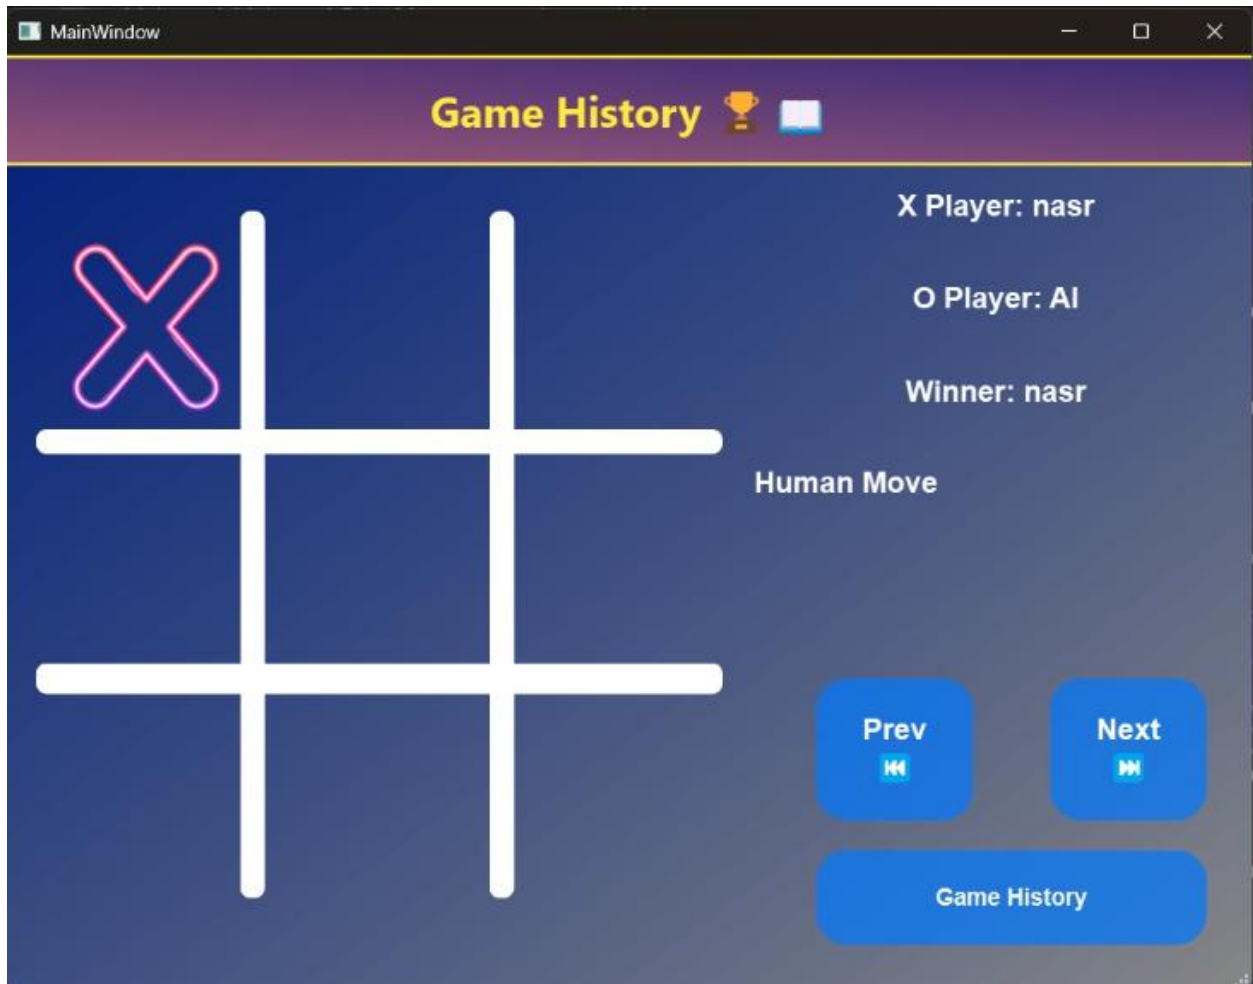 MainWindow
Game History 🏆 📖
X Player: nasr
O Player: AI
Winner: nasr
Human Move
Prev
⏮
Next
⏭
Game History